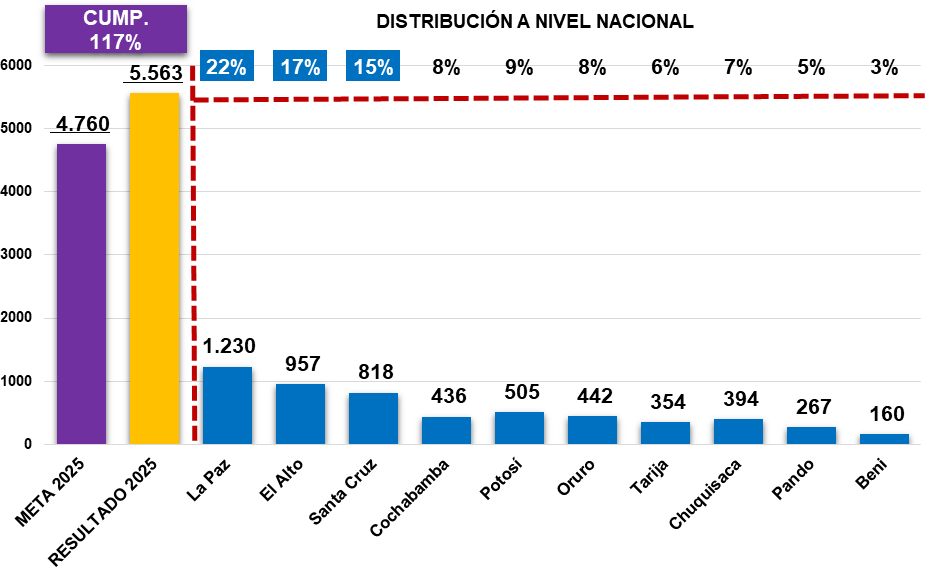 CUMP.
117%
DISTRIBUCIÓN A NIVEL NACIONAL
22% 17% 15% 8% 9% 8% 6% 7% 5% 3%
6000
5000
4000
3000
2000
1000
0
4.760
5.563
1.230
957
818
436
505
442
354
394
267
160
META 2025
RESULTADO 2025
La Paz
El Alto
Santa Cruz
Cochabamba
Potosí
Oruro
Tarija
Chuquisaca
Pando
Beni